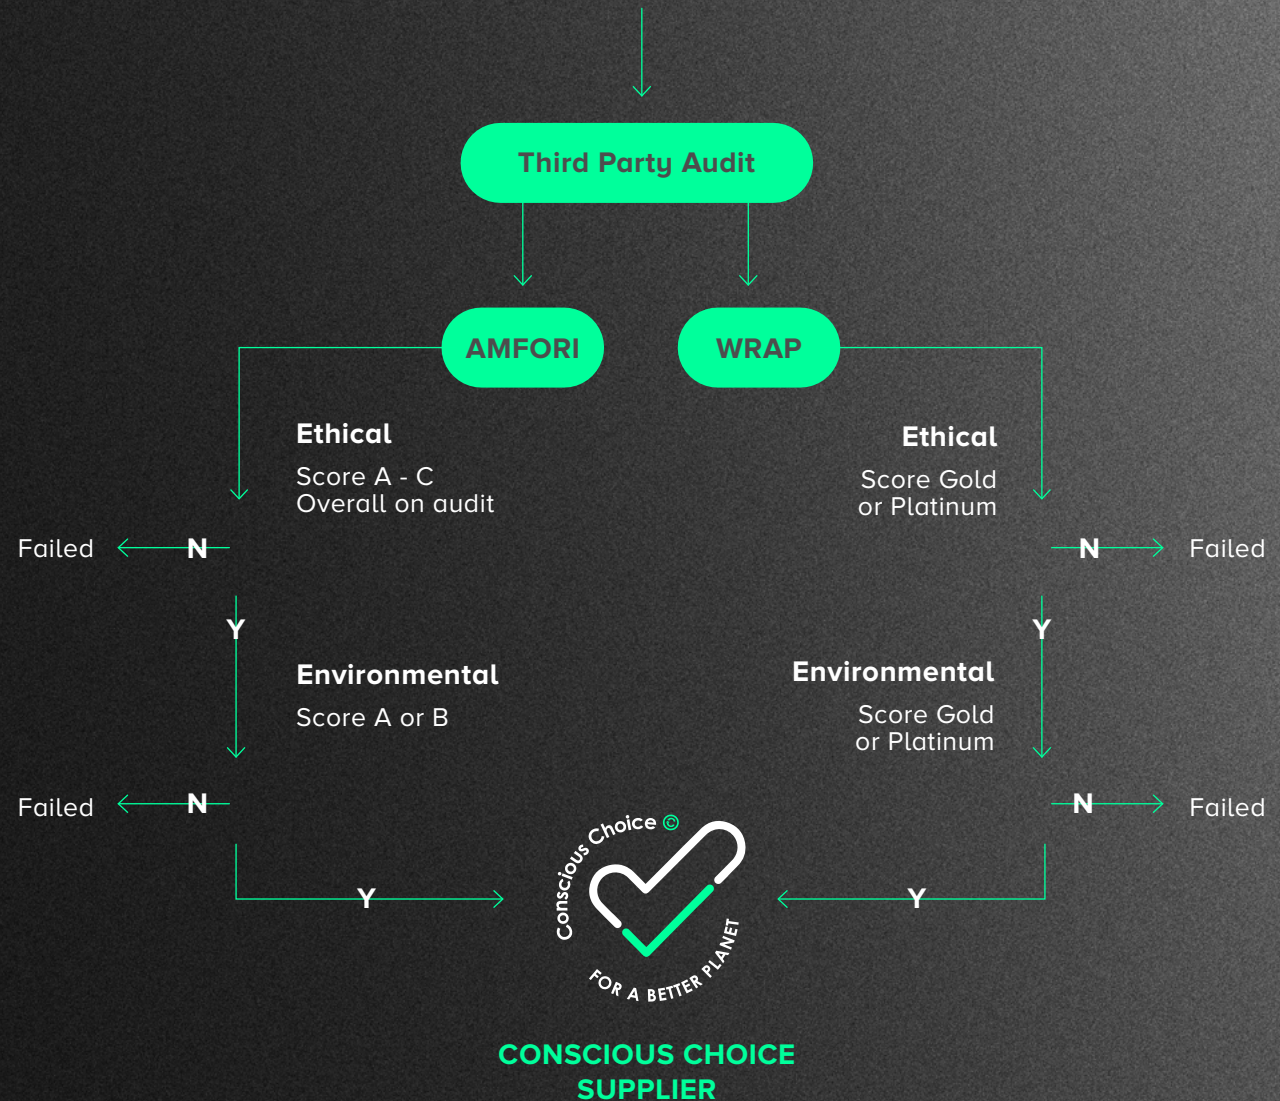 Third Party Audit
AMFORI
WRAP
Ethical
Score A - C
Overall on audit
Ethical
Score Gold
or Platinum
Failed
N
N
Failed
Y
Y
Environmental
Score A or B
Environmental
Score Gold
or Platinum
Failed
N
N
Failed
Y
Y
Conscious Choice ©
FOR A BETTER PLANET
CONSCIOUS CHOICE
SUPPLIER